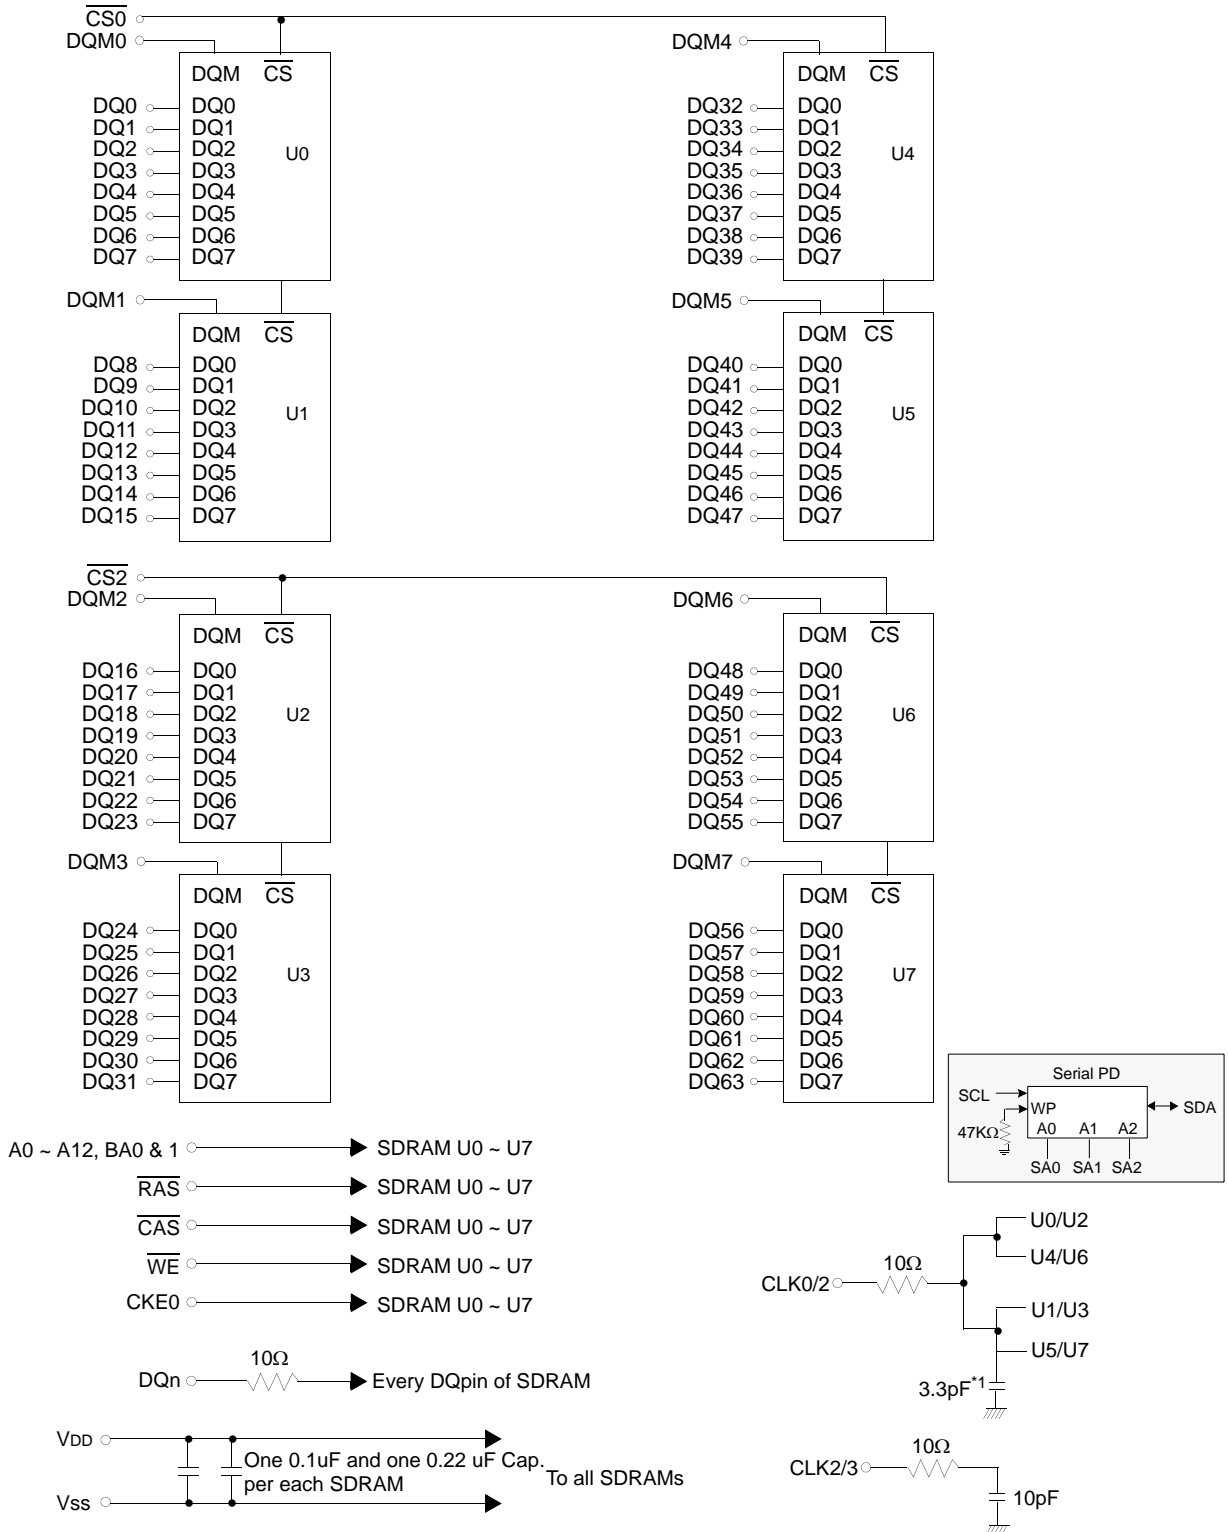 CS0
DQM0
DQM CS
DQ0 DQ0
DQ1 DQ1
DQ2 DQ2
DQ3 DQ3
DQ4 DQ4
DQ5 DQ5
DQ6 DQ6
DQ7 DQ7
U0
DQM1
DQM CS
DQ8 DQ0
DQ9 DQ1
DQ10 DQ2
DQ11 DQ3
DQ12 DQ4
DQ13 DQ5
DQ14 DQ6
DQ15 DQ7
U1
DQM4
DQM CS
DQ32 DQ0
DQ33 DQ1
DQ34 DQ2
DQ35 DQ3
DQ36 DQ4
DQ37 DQ5
DQ38 DQ6
DQ39 DQ7
U4
DQM5
DQM CS
DQ40 DQ0
DQ41 DQ1
DQ42 DQ2
DQ43 DQ3
DQ44 DQ4
DQ45 DQ5
DQ46 DQ6
DQ47 DQ7
U5
CS2
DQM2
DQM CS
DQ16 DQ0
DQ17 DQ1
DQ18 DQ2
DQ19 DQ3
DQ20 DQ4
DQ21 DQ5
DQ22 DQ6
DQ23 DQ7
U2
DQM3
DQM CS
DQ24 DQ0
DQ25 DQ1
DQ26 DQ2
DQ27 DQ3
DQ28 DQ4
DQ29 DQ5
DQ30 DQ6
DQ31 DQ7
U3
DQM6
DQM CS
DQ48 DQ0
DQ49 DQ1
DQ50 DQ2
DQ51 DQ3
DQ52 DQ4
DQ53 DQ5
DQ54 DQ6
DQ55 DQ7
U6
DQM7
DQM CS
DQ56 DQ0
DQ57 DQ1
DQ58 DQ2
DQ59 DQ3
DQ60 DQ4
DQ61 DQ5
DQ62 DQ6
DQ63 DQ7
U7
Serial PD
SCL
WP
SDA
47KΩ
A0 A1 A2
SA0 SA1 SA2
A0 ~ A12, BA0 & 1 SDRAM U0 ~ U7
RAS SDRAM U0 ~ U7
CAS SDRAM U0 ~ U7
WE SDRAM U0 ~ U7
CKE0 SDRAM U0 ~ U7
10Ω
DQn Every DQpin of SDRAM
VDD
One 0.1uF and one 0.22 uF Cap.
per each SDRAM
To all SDRAMs
Vss
U0/U2
U4/U6
10Ω
CLK0/2
U1/U3
U5/U7
3.3pF*1
10Ω
CLK2/3
10pF